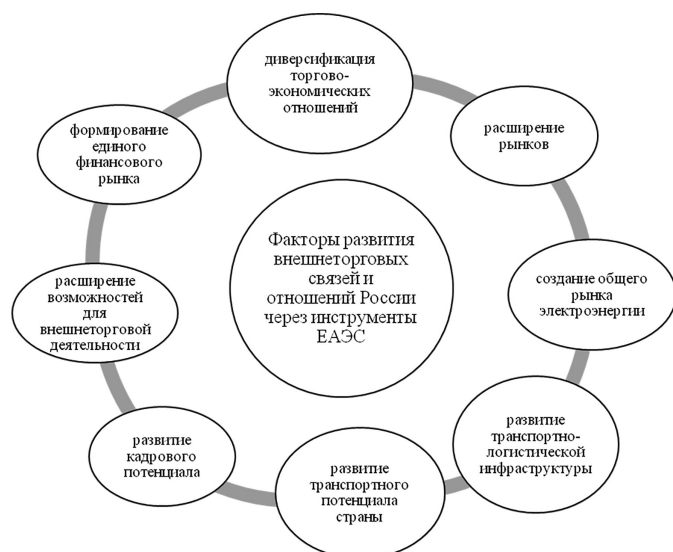 диверсификация
торгово-
экономических
отношений
расширение
рынков
создание общего
рынка
электроэнергии
развитие
транспортно-
логистической
инфраструктуры
развитие
транспортного
потенциала
страны
развитие
кадрового
потенциала
расширение
возможностей
для
внешнеторговой
деятельности
формирование
единого
финансового
рынка
Факторы развития
внешнеторговых
связей и
отношений России
через инструменты
ЕАЭС